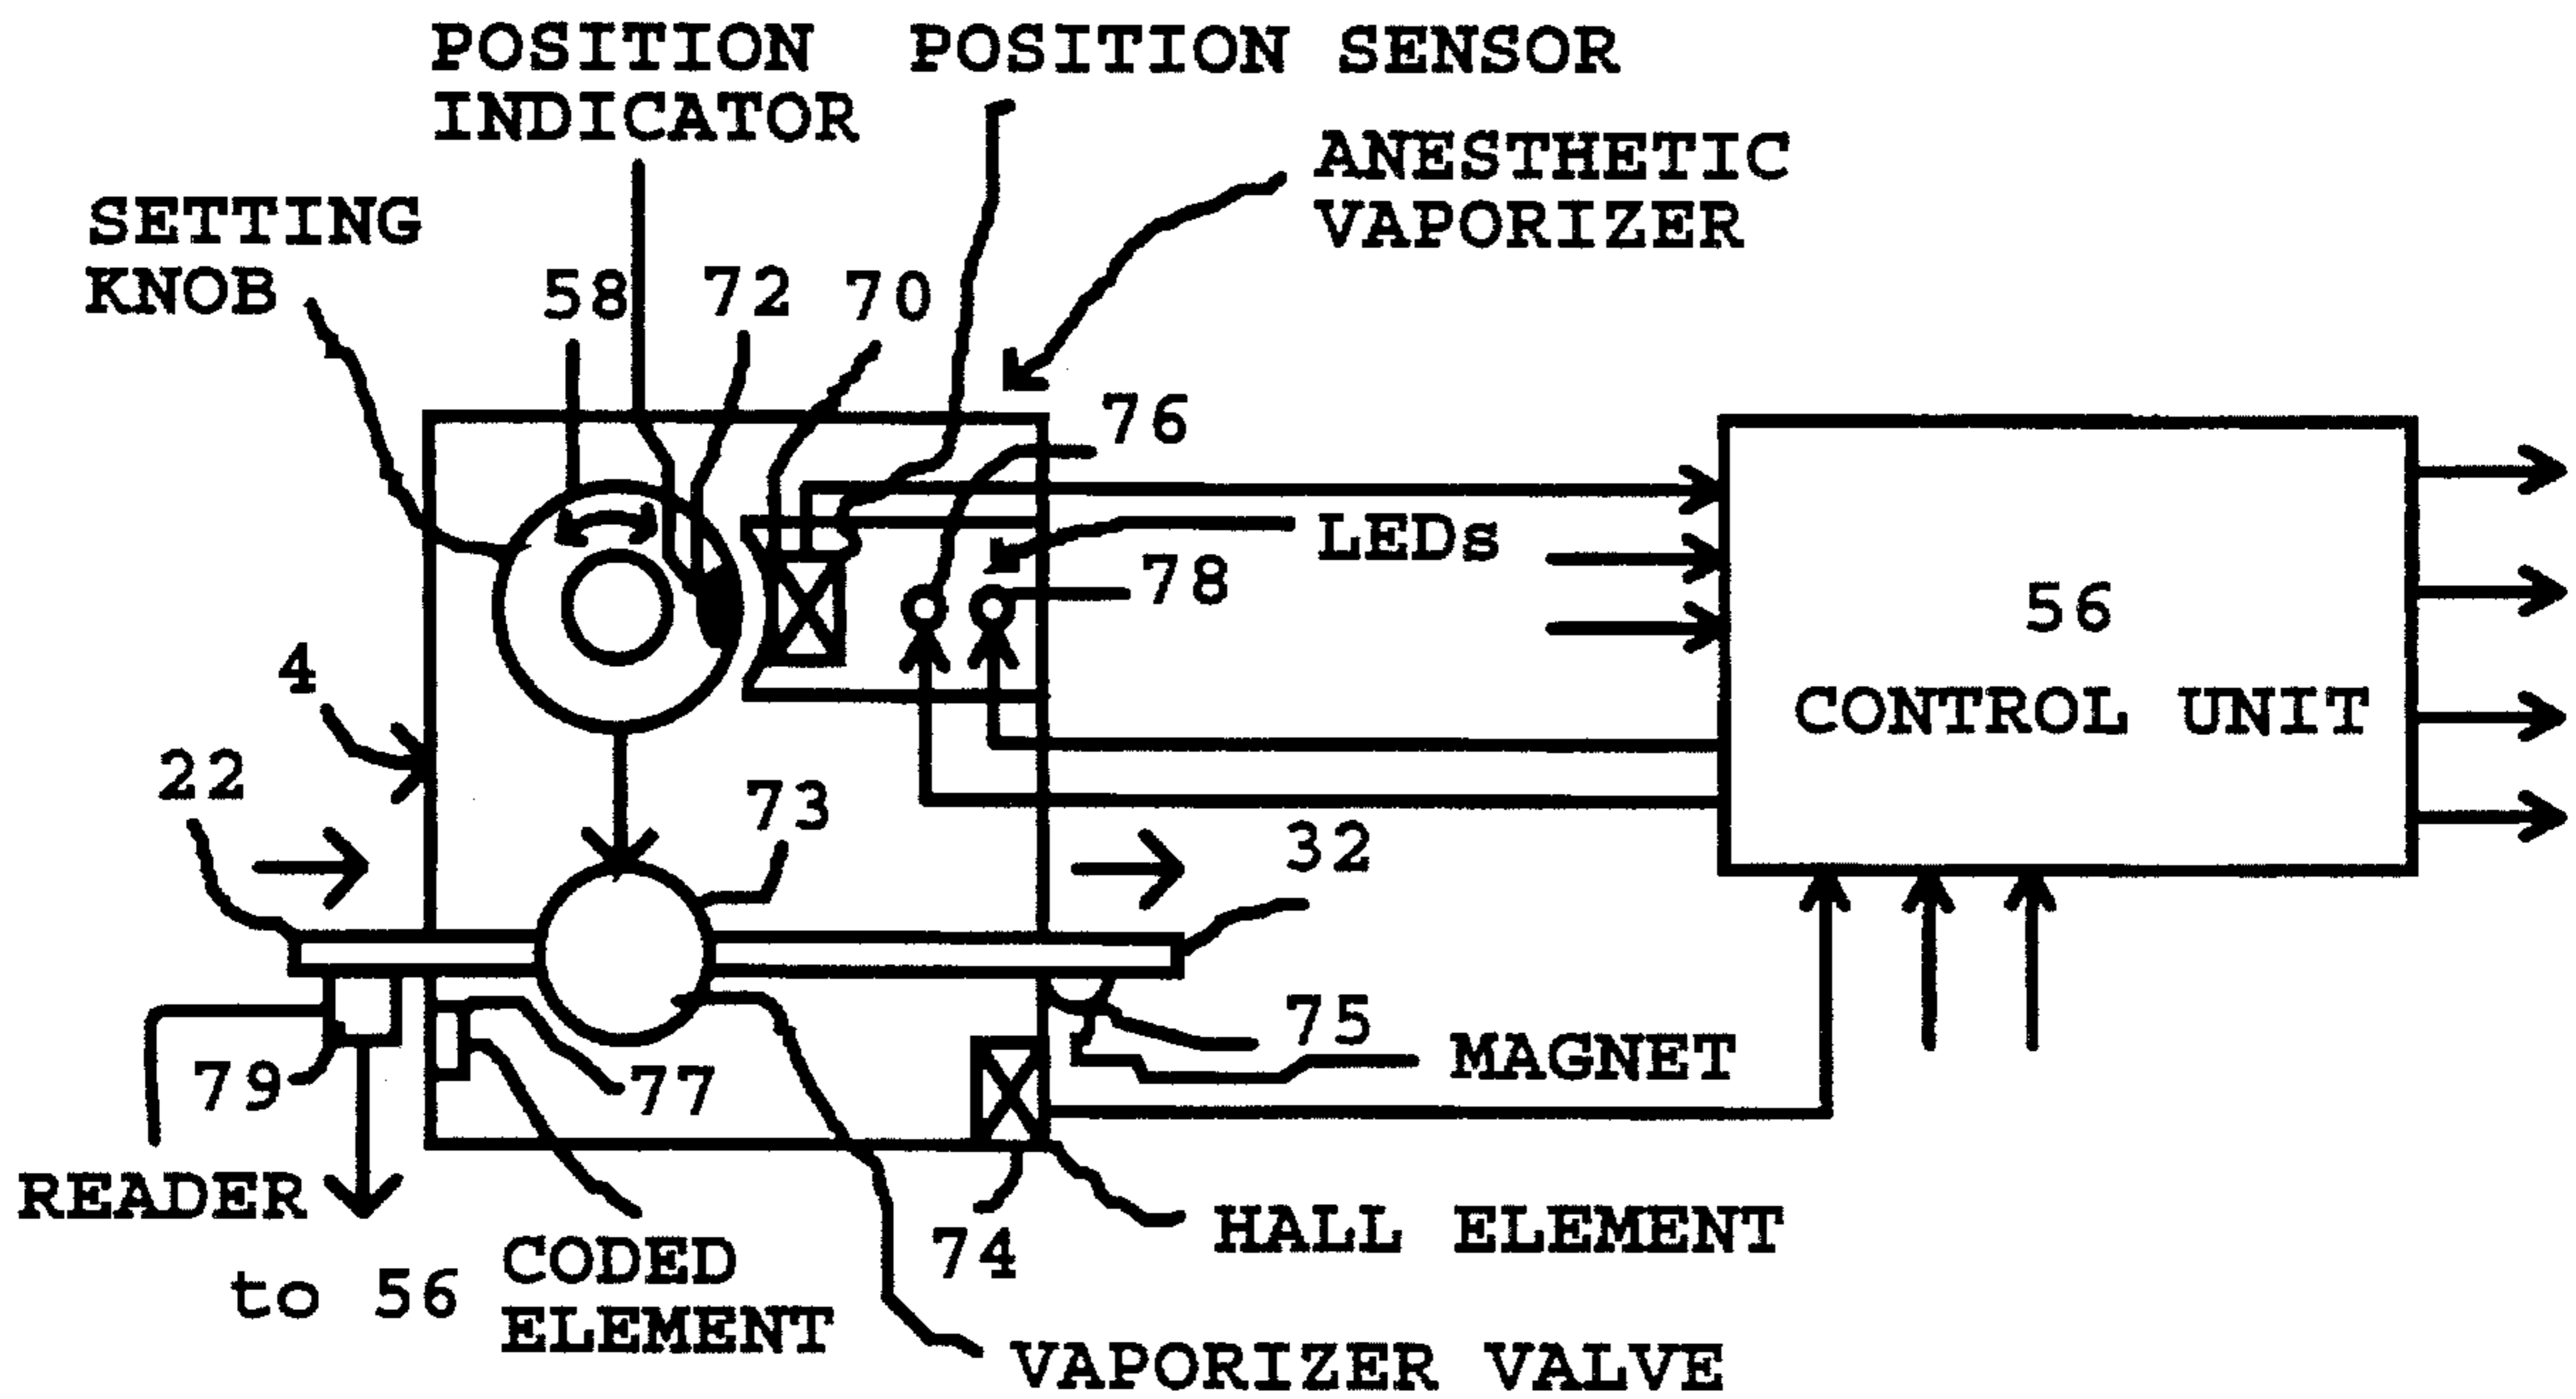 POSITION
INDICATOR
POSITION SENSOR
ANESTHETIC
VAPORIZER
SETTING
KNOB
58
72
70
76
LEDs
78
56
CONTROL UNIT
4
22
73
32
75
MAGNET
79
77
READER
to 56
CODED
ELEMENT
74
HALL ELEMENT
VAPORIZER VALVE